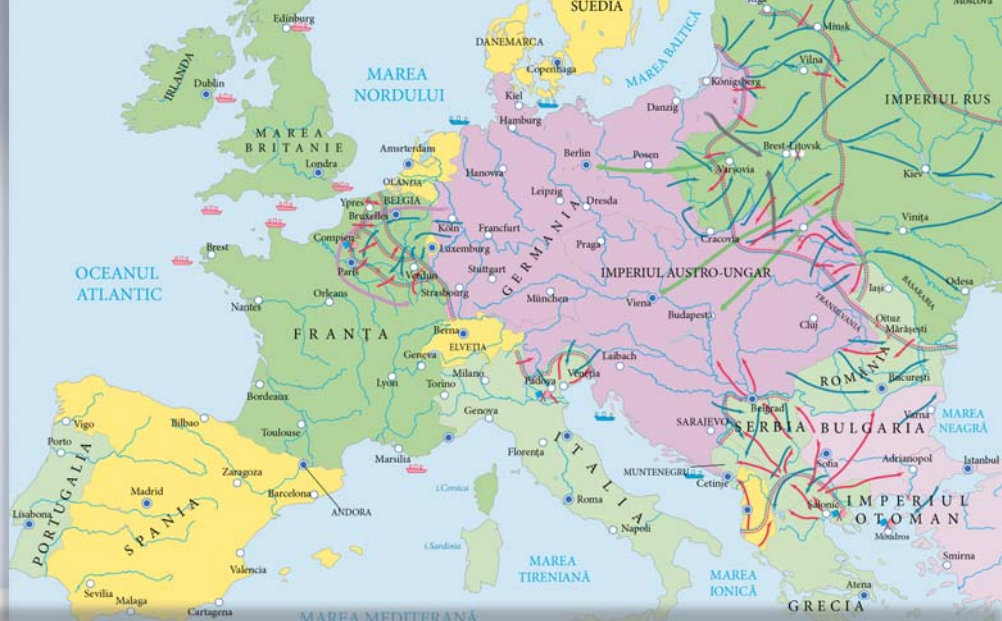 SUEDIA
Moscova
Edinburg
Minsk
DANEMARCA
MAREA BALTICĂ
Copenhaga
Vilna
IRLANDA
Dublin
MAREA
NORDULUI
Königsberg
Kiel
Danzig
IMPERIUL RUS
Hamburg
MAREA
BRITANIE
Amsrterdam
Berlin
Posen
Brest-Litovsk
Varșovia
Londra
Hanovra
Kiev
OLANDA
Leipzig
Ypres
BELGIA
Dresda
Bruxelles
Köln
Francfurt
GERMANIA
Vinița
Compien
Luxemburg
Praga
Cracovia
Brest
Paris
Verdun
Stuttgart
IMPERIUL AUSTRO-UNGAR
OCEANUL
ATLANTIC
Strasbourg
Orleans
München
Viena
Iași
BASARABIA
Odesa
Nantes
Budapesta
TRANSILVANIA
Cluj
Oituz
Mărășești
FRANȚA
Berna
ELVEȚIA
Geneva
Laibach
ROMÂNIA
Milano
Veneția
București
Lyon
Torino
Padova
Bordeaux
Belgrad
Genova
Varna
MAREA
NEAGRĂ
Vigo
Bilbao
Toulouse
SARAJEVO
SERBIA
BULGARIA
Porto
Marsilia
Florența
ITALIA
Sofia
Adrianopol
Istanbul
Zaragoza
MUNTENEGRU
Cetinje
PORTUGALIA
Madrid
Barcelona
i.Corsica
Roma
IMPERIUL
OTOMAN
Lisabona
SPANIA
ANDORA
Salonic
Napoli
Moudros
i.Sardinia
Smirna
Valencia
MAREA
TIRENIANĂ
MAREA
IONICĂ
Sevilia
Atena
Malaga
Cartagena
GRECIA
MAREA MEDITERANĂ